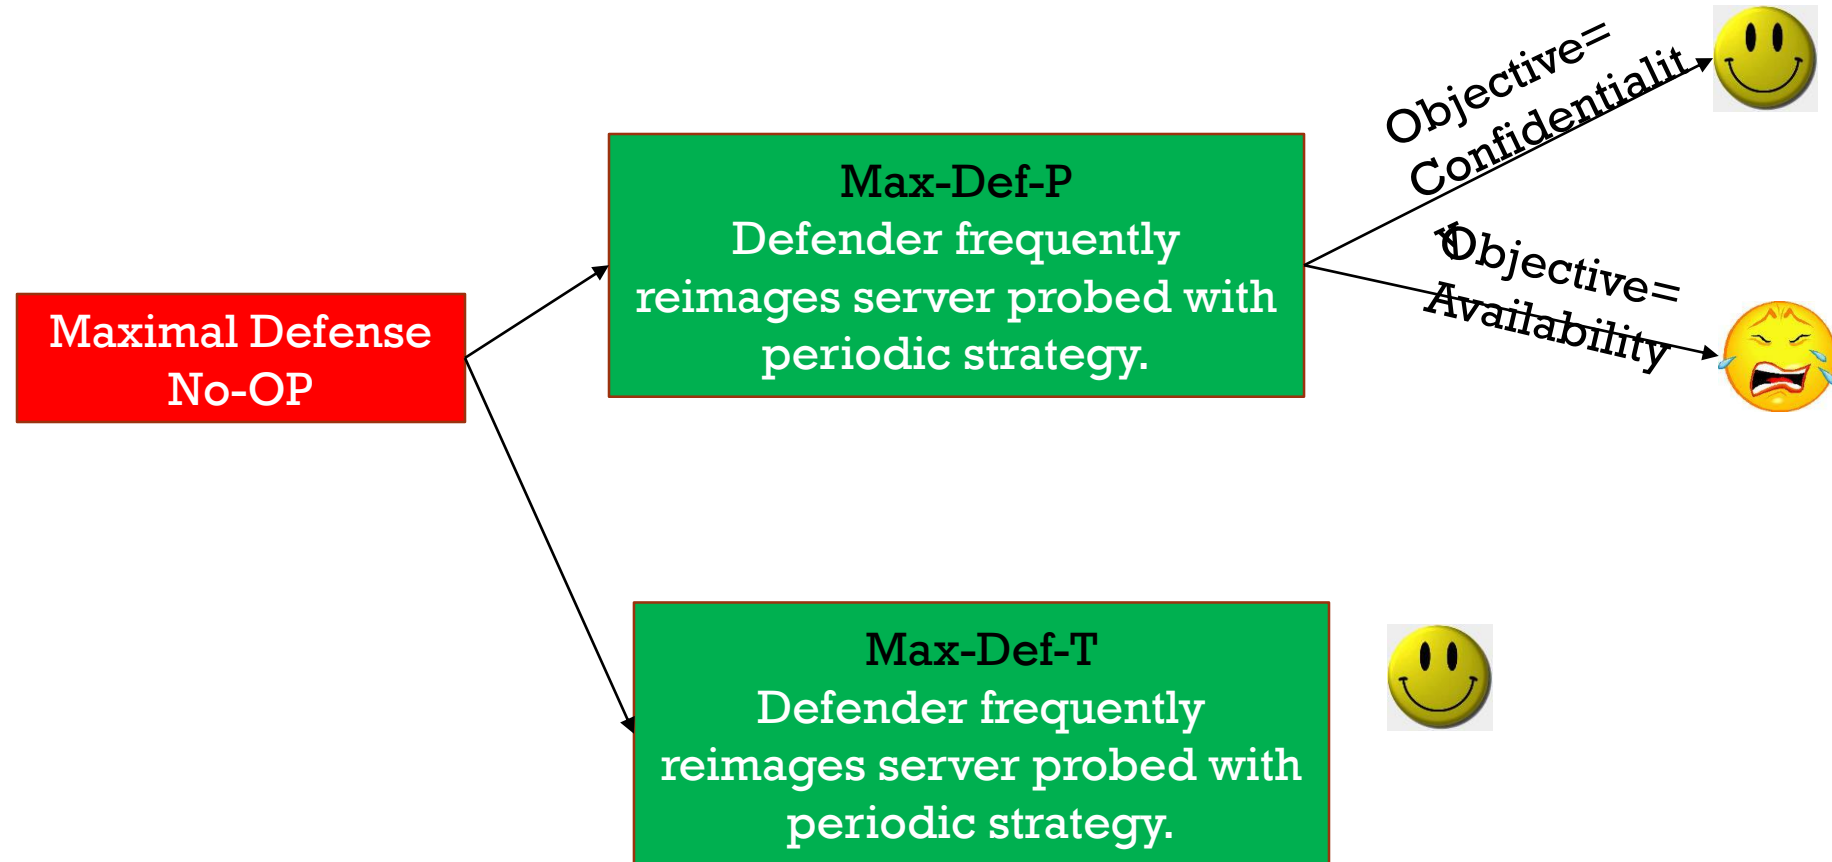 Objective=
Confidentialit
y
Max-Def-P
Defender frequently
reimages server probed with
periodic strategy.
Objective=
Availability
Maximal Defense
No-OP
Max-Def-T
Defender frequently
reimages server probed with
periodic strategy.